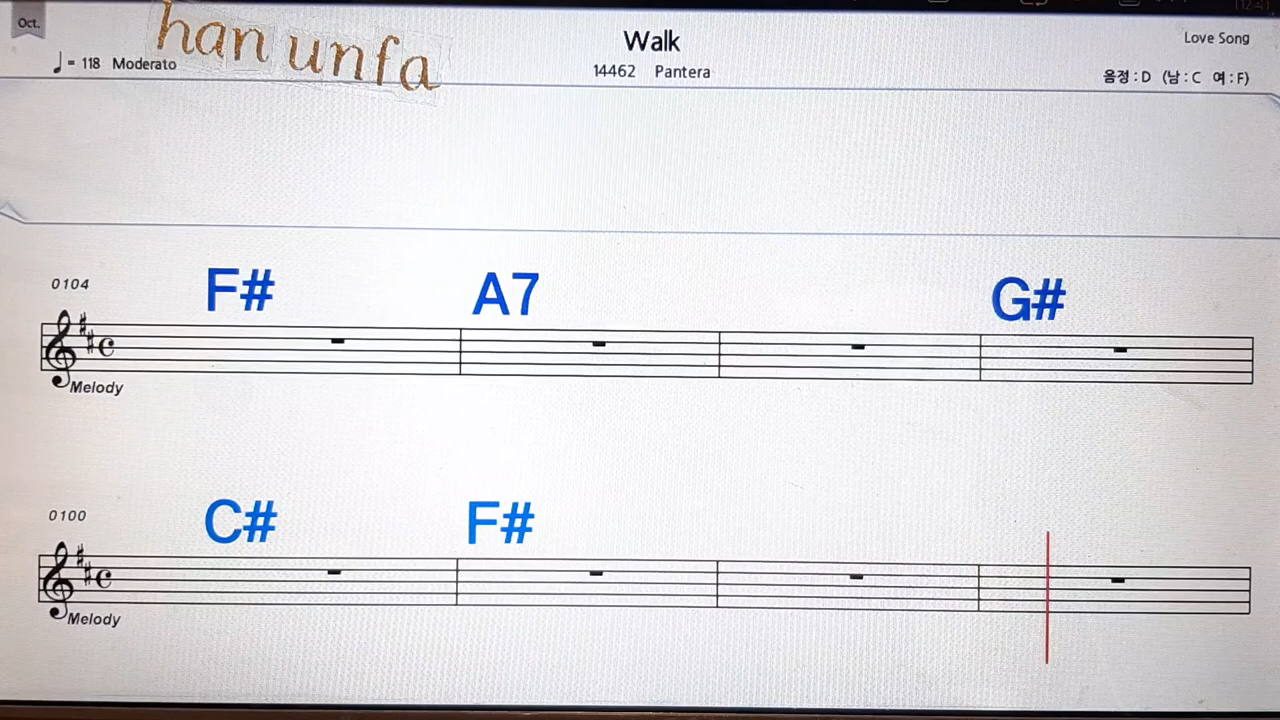 Oct.
han unfa
Walk
Love Song
♩ = 118 Moderato
14462 Pantera
음정 : D (남 : C 여 : F)
0104
F# A7 G#
Melody
0100
C# F#
Melody